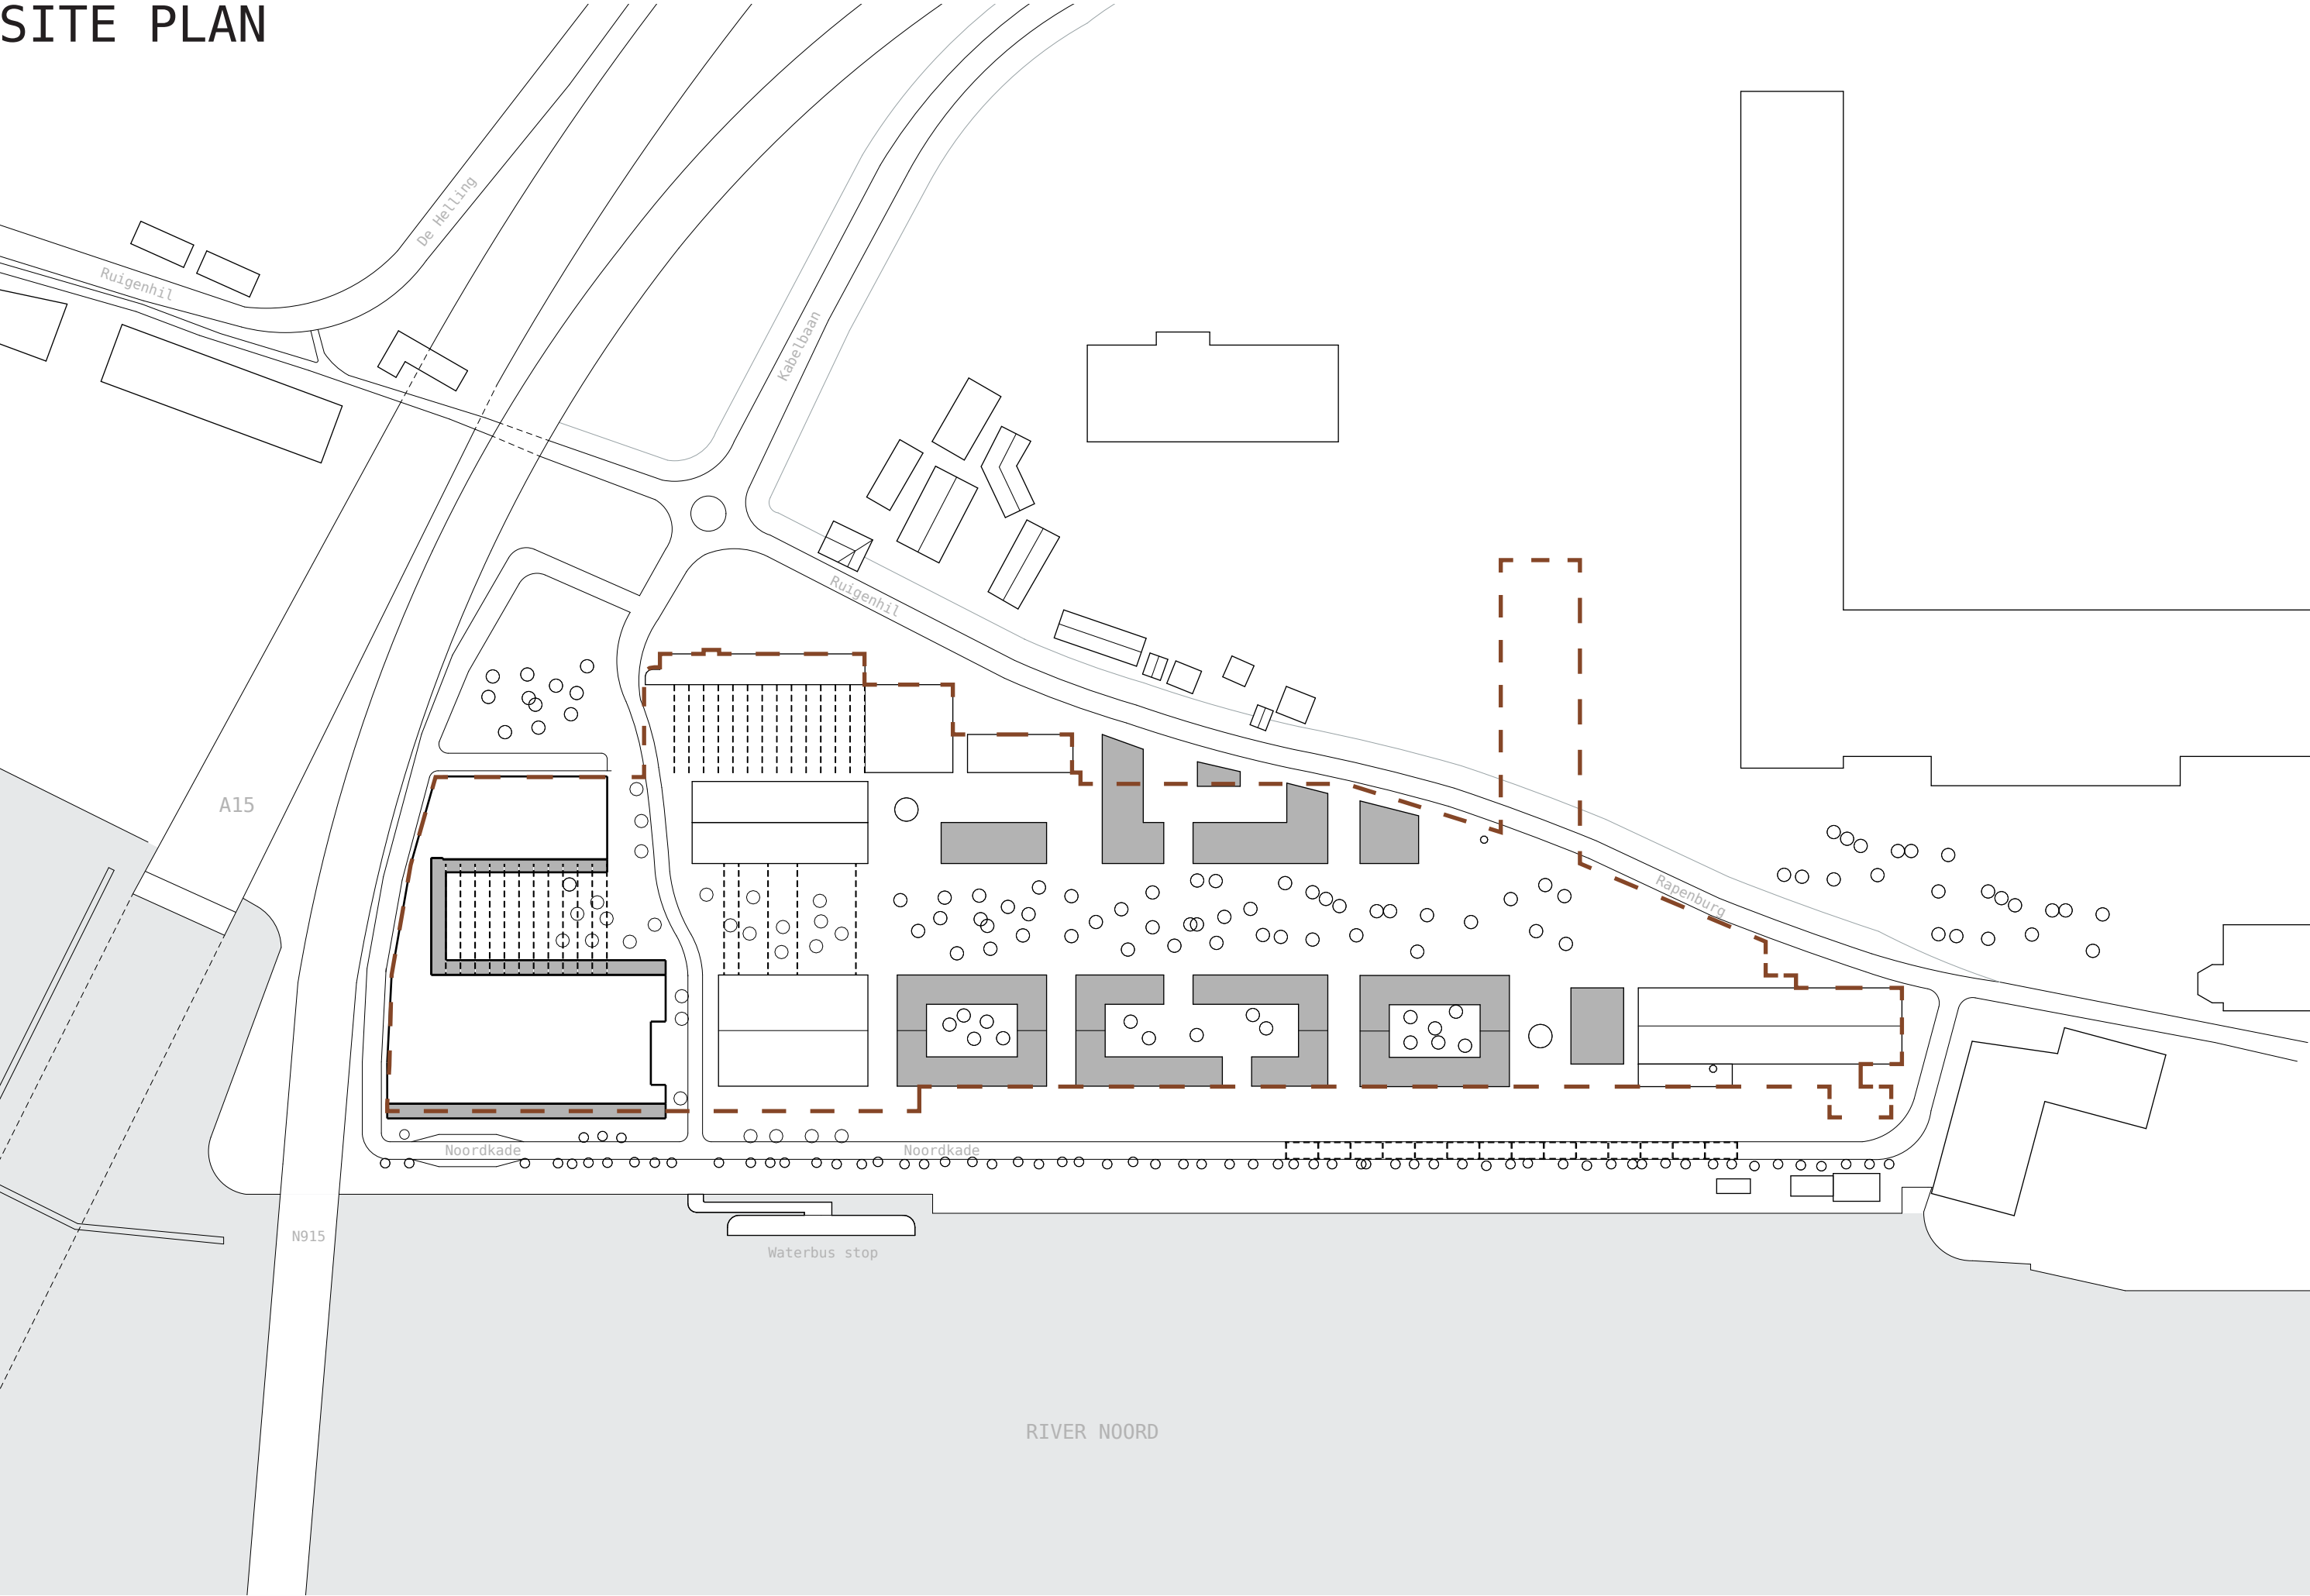 SITE PLAN
De Helling
Ruigenhil
Kabelbaan
Ruigenhil
A15
Rapenburg
Noordkade
Noordkade
N915
Waterbus stop
RIVER NOORD